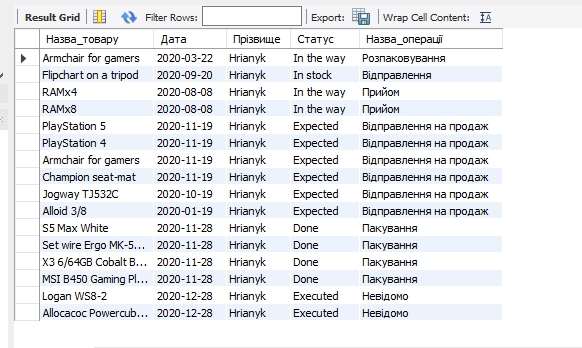 Result Grid Filter Rows: Export: Wrap Cell Content: IA
Назва_товару Дата Прізвище Статус Назва_операції
Armchair for gamers 2020-03-22 Hrianyk In the way Розпаковування
Flipchart on a tripod 2020-09-20 Hrianyk In stock Відправлення
RAMx4 2020-08-08 Hrianyk In the way Прийом
RAMx8 2020-08-08 Hrianyk In the way Прийом
PlayStation 5 2020-11-19 Hrianyk Expected Відправлення на продаж
PlayStation 4 2020-11-19 Hrianyk Expected Відправлення на продаж
Armchair for gamers 2020-11-19 Hrianyk Expected Відправлення на продаж
Champion seat-mat 2020-11-19 Hrianyk Expected Відправлення на продаж
Jogway TJ532C 2020-10-19 Hrianyk Expected Відправлення на продаж
Alloid 3/8 2020-01-19 Hrianyk Expected Відправлення на продаж
S5 Max White 2020-11-28 Hrianyk Done Пакування
Set wire Ergo MK-5... 2020-11-28 Hrianyk Done Пакування
X3 6/64GB Cobalt B... 2020-11-28 Hrianyk Done Пакування
MSI B450 Gaming Pl... 2020-11-28 Hrianyk Done Пакування
Logan WS8-2 2020-12-28 Hrianyk Executed Невідомо
Allocacoc Powercub... 2020-12-28 Hrianyk Executed Невідомо